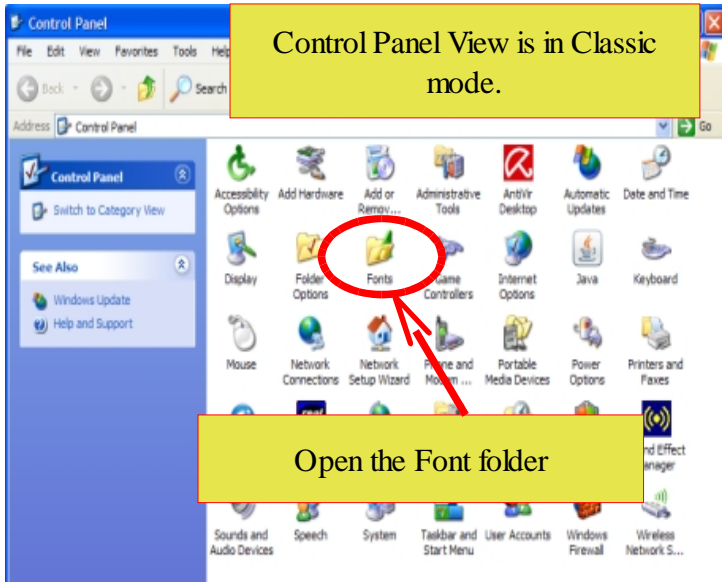 Control Panel
Control Panel View is in Classic
mode.
File Edit View Favorites Tools Help
Back Search
Address Control Panel Go
Control Panel
Switch to Category View
See Also
Windows Update
Help and Support
Accessibility Options
Add Hardware
Add or Remov...
Administrative Tools
AntiVir Desktop
Automatic Updates
Date and Time
Display
Folder Options
Fonts
Game Controllers
Internet Options
Java
Keyboard
Mouse
Network Connections
Network Setup Wizard
Phone and Modem ...
Portable Media Devices
Power Options
Printers and Faxes
Open the Font folder
Effect
Sounds and Audio Devices
Speech
System
Taskbar and Start Menu
User Accounts
Windows Firewall
Wireless Network S...